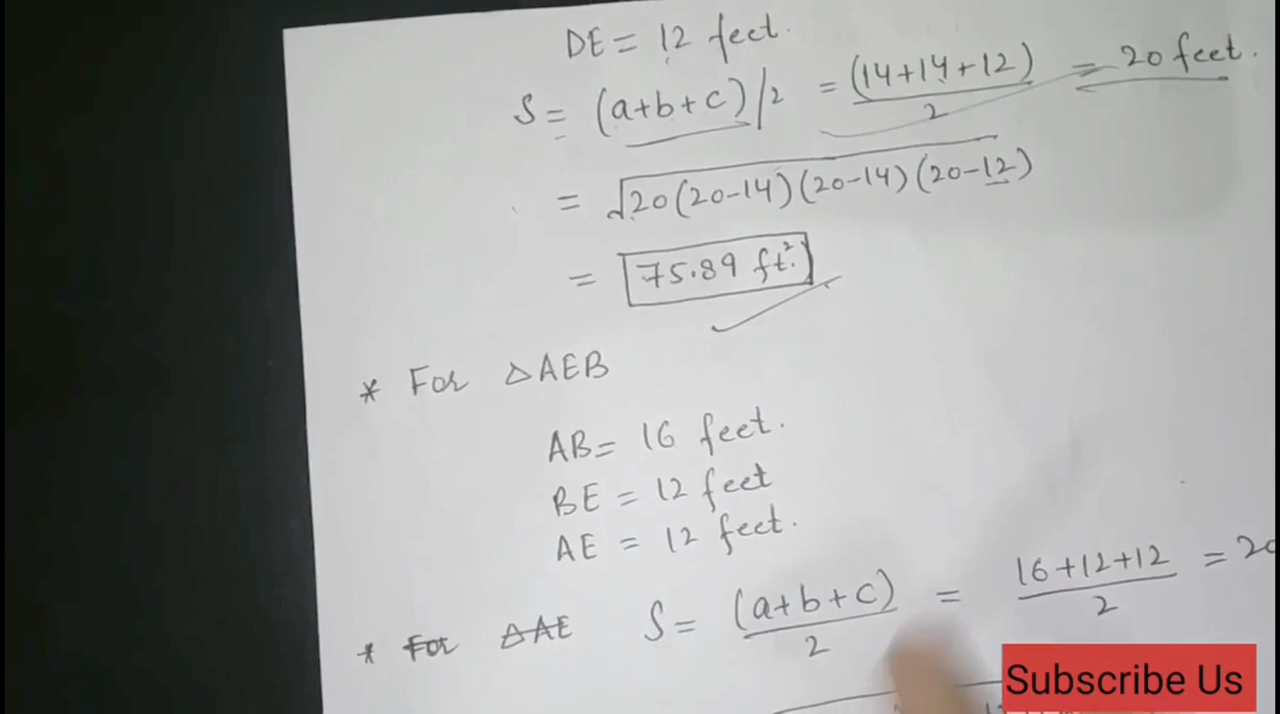 DE = 12 feet.
S = (a+b+c)/2 = (14+14+12)/2 = 20 feet.
= √20(20-14)(20-14)(20-12)
= 75.89 ft².
* For △AEB
AB = 16 feet.
BE = 12 feet
AE = 12 feet.
* For △AE S = (a+b+c)/2 = 16+12+12/2 = 20
Subscribe Us